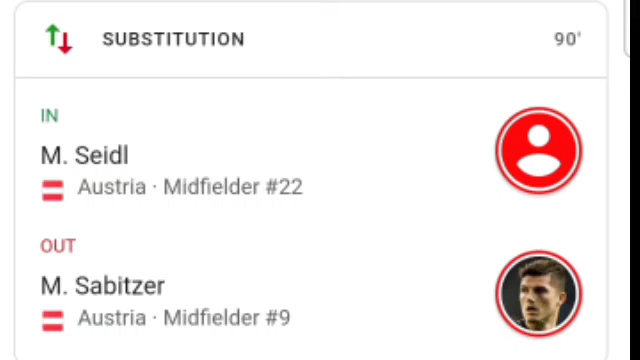 SUBSTITUTION 90'
IN
M. Seidl
Austria · Midfielder #22
OUT
M. Sabitzer
Austria · Midfielder #9